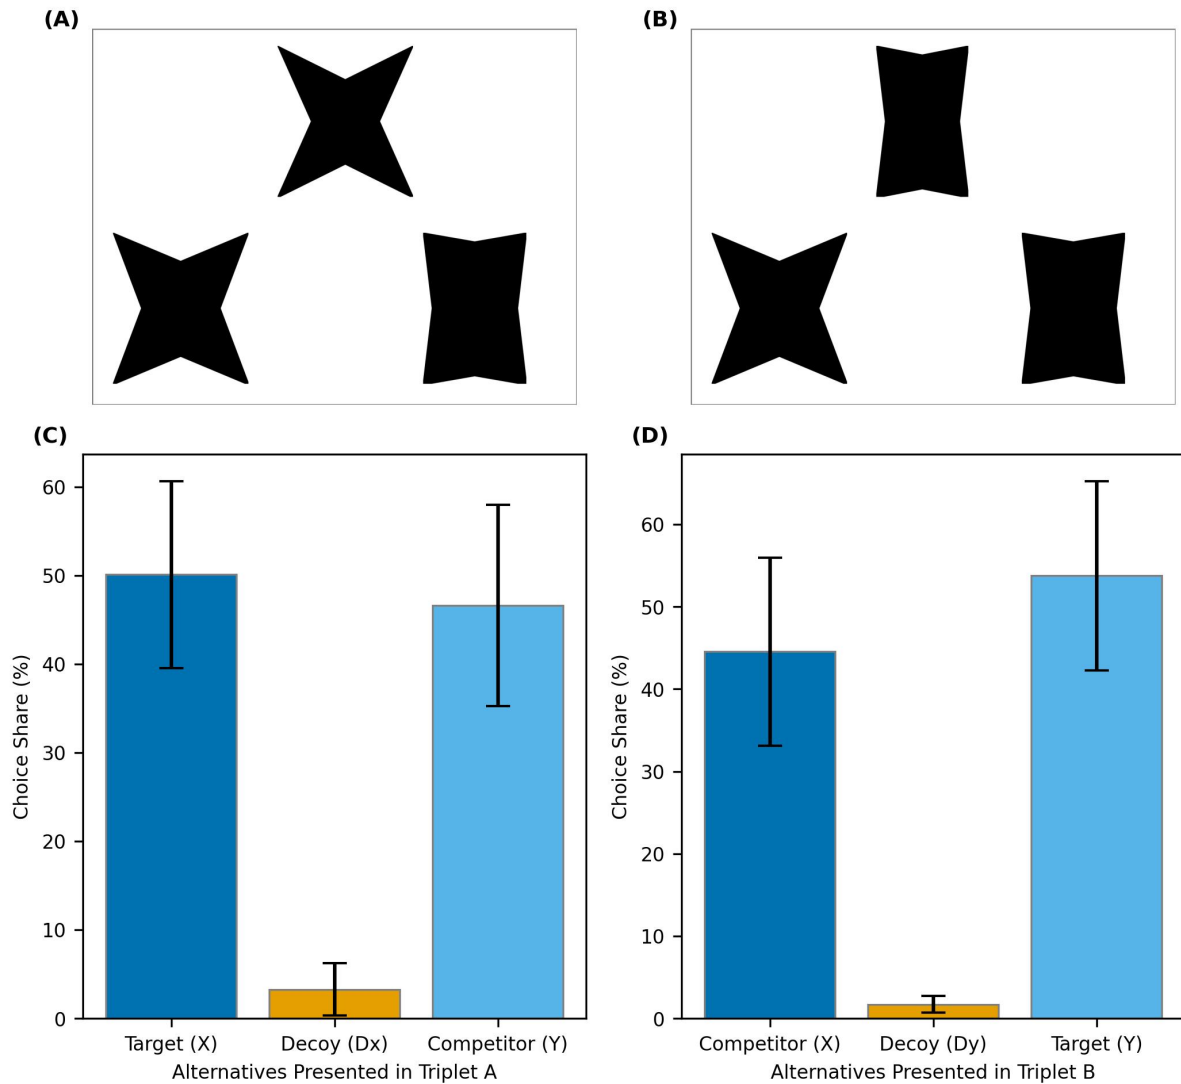 (A)
(B)
(C)
60
50
40
30
20
10
0
Choice Share (%)
Target (X)
Decoy (Dx)
Competitor (Y)
Alternatives Presented in Triplet A
(D)
60
50
40
30
20
10
0
Choice Share (%)
Competitor (X)
Decoy (Dy)
Target (Y)
Alternatives Presented in Triplet B